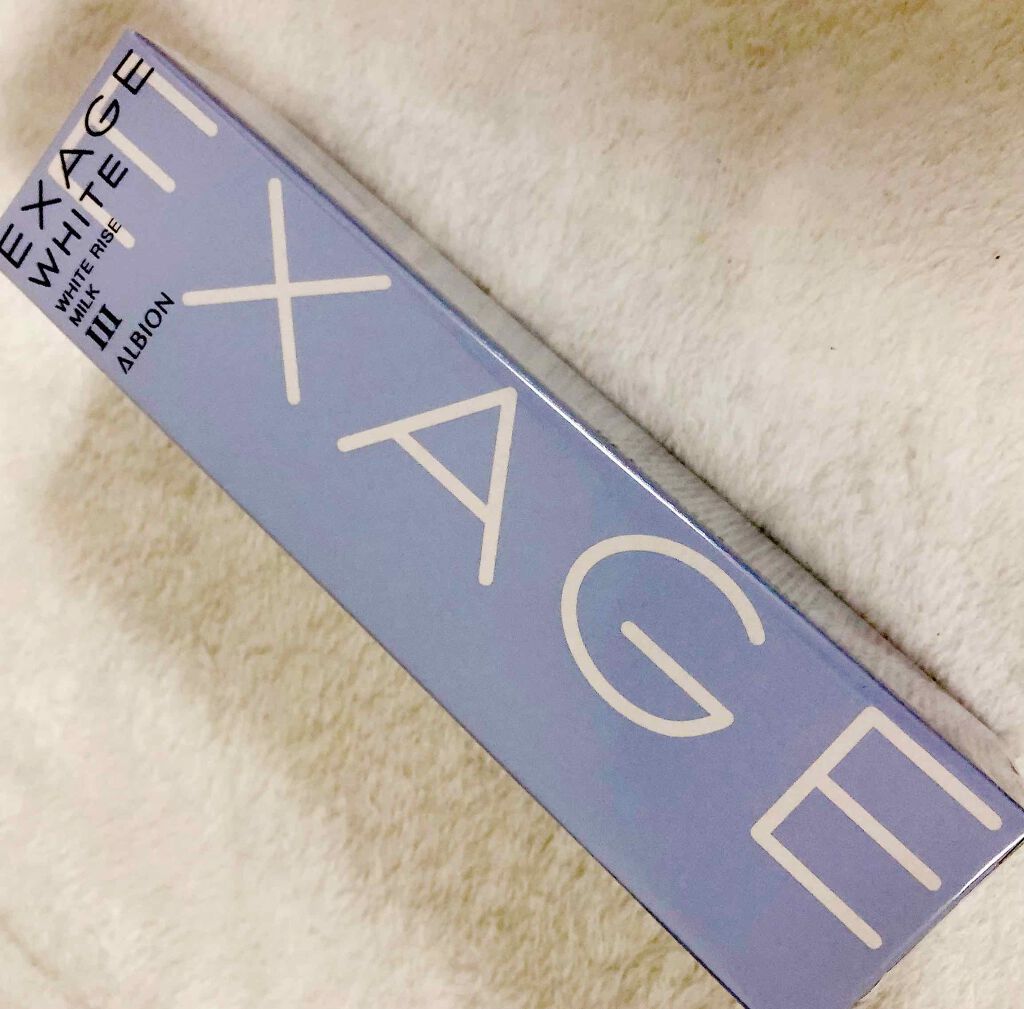 EXAGE
WHITE
WHITE RISE
MILK
III
ALBION
EXAGE